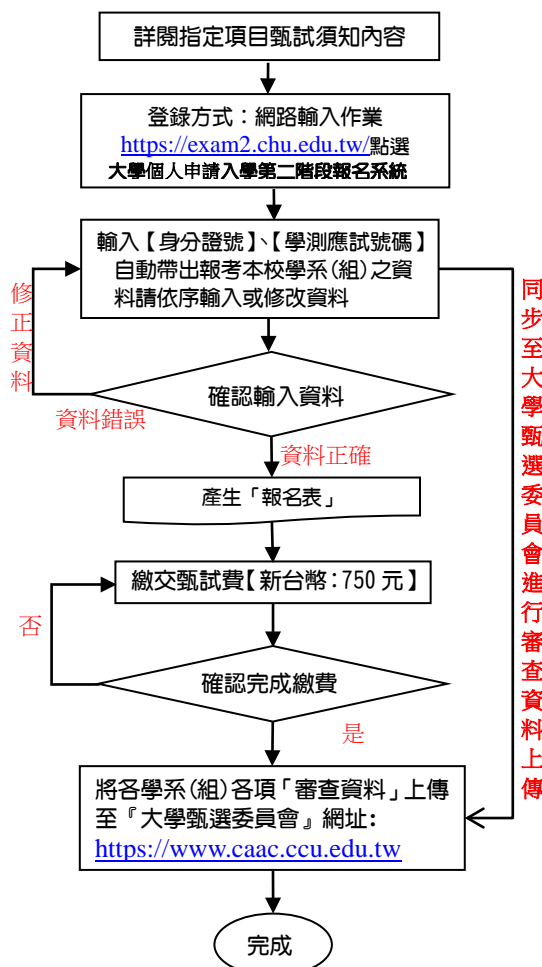 詳閱指定項目甄試須知內容
登錄方式：網路輸入作業
https://exam2.chu.edu.tw/點選
大學個人申請入學第二階段報名系統
輸入【身分證號】、【學測應試號碼】
自動帶出報考本校學系(組)之資
料請依序輸入或修改資料
修正資料
同步至大學甄選委員會進行審查資料上傳
確認輸入資料
資料錯誤
資料正確
產生「報名表」
繳交甄試費【新台幣:750 元】
否
確認完成繳費
是
將各學系(組)各項「審查資料」上傳
至『大學甄選委員會』網址:
https://www.caac.ccu.edu.tw
完成